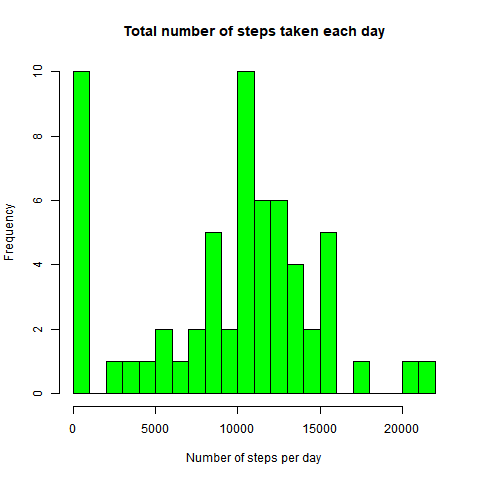 Total number of steps taken each day
Frequency
10
8
6
4
2
0
0 5000 10000 15000 20000
Number of steps per day